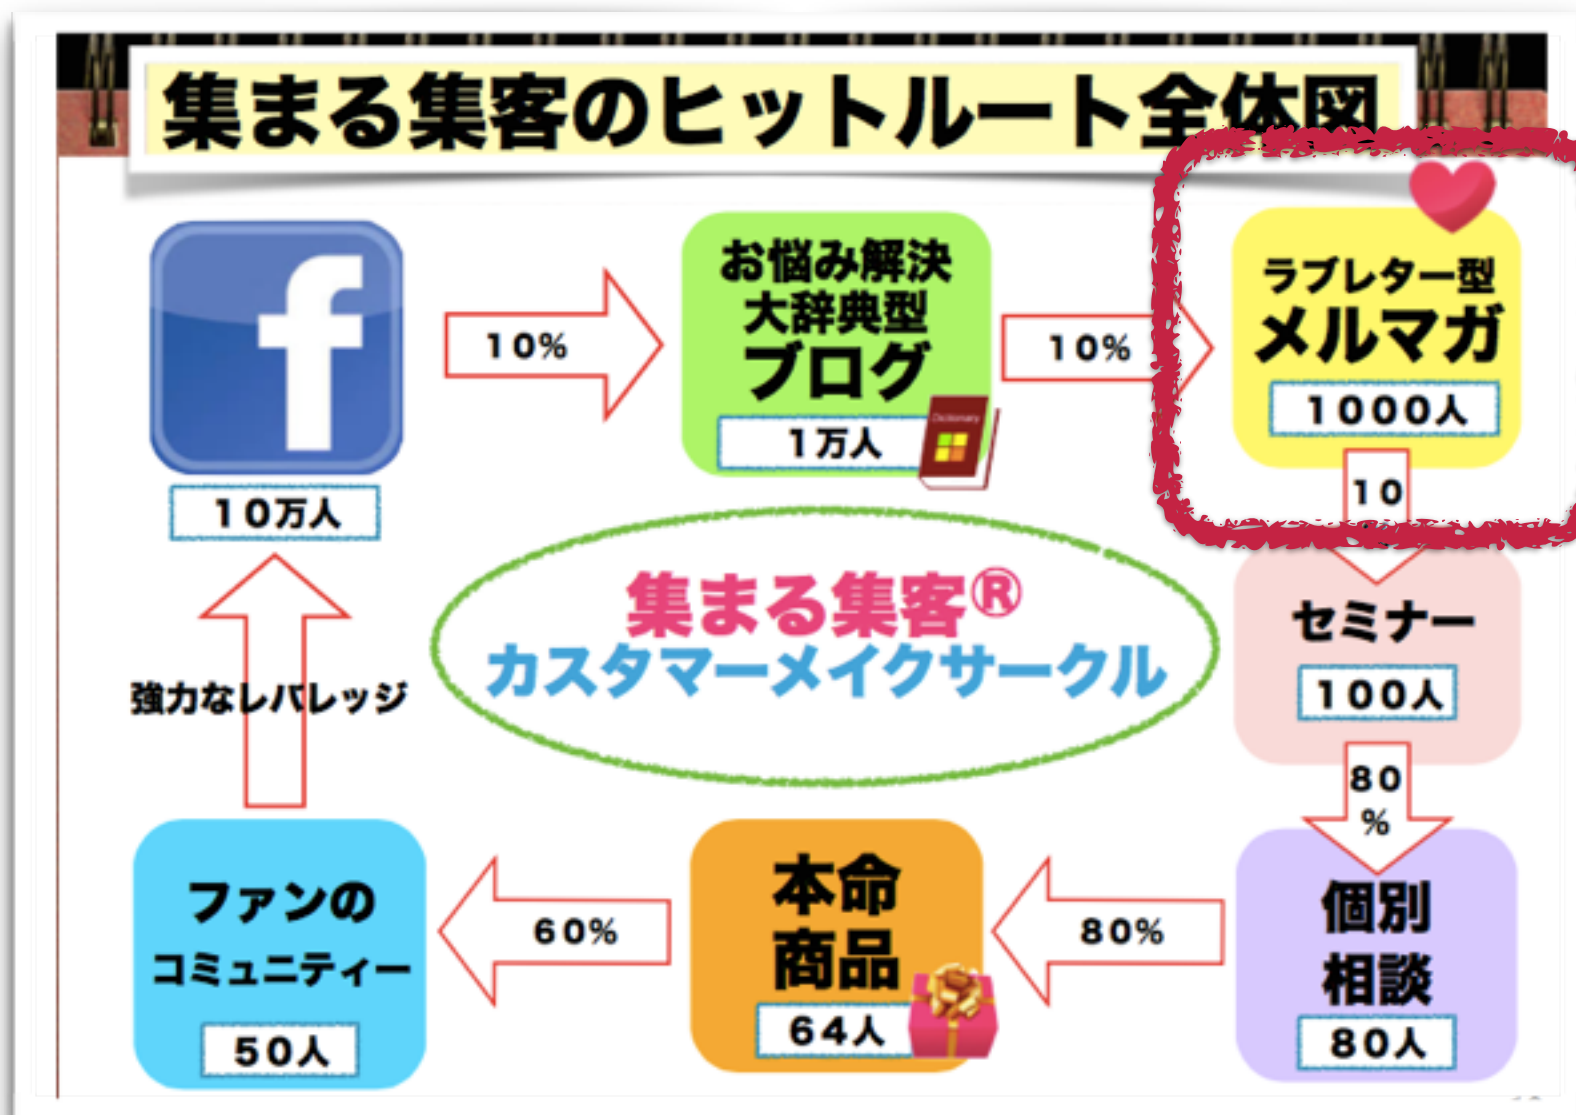 集まる集客のヒットルート全体図
10万人
10%
お悩み解決
大辞典型
ブログ
Dictionary
1万人
10%
ラブレター型
メルマガ
1000人
10
セミナー
100人
80
%
個別
相談
80人
80%
本命
商品
64人
60%
ファンの
コミュニティー
50人
強力なレバレッジ
集まる集客®
カスタマーメイクサークル